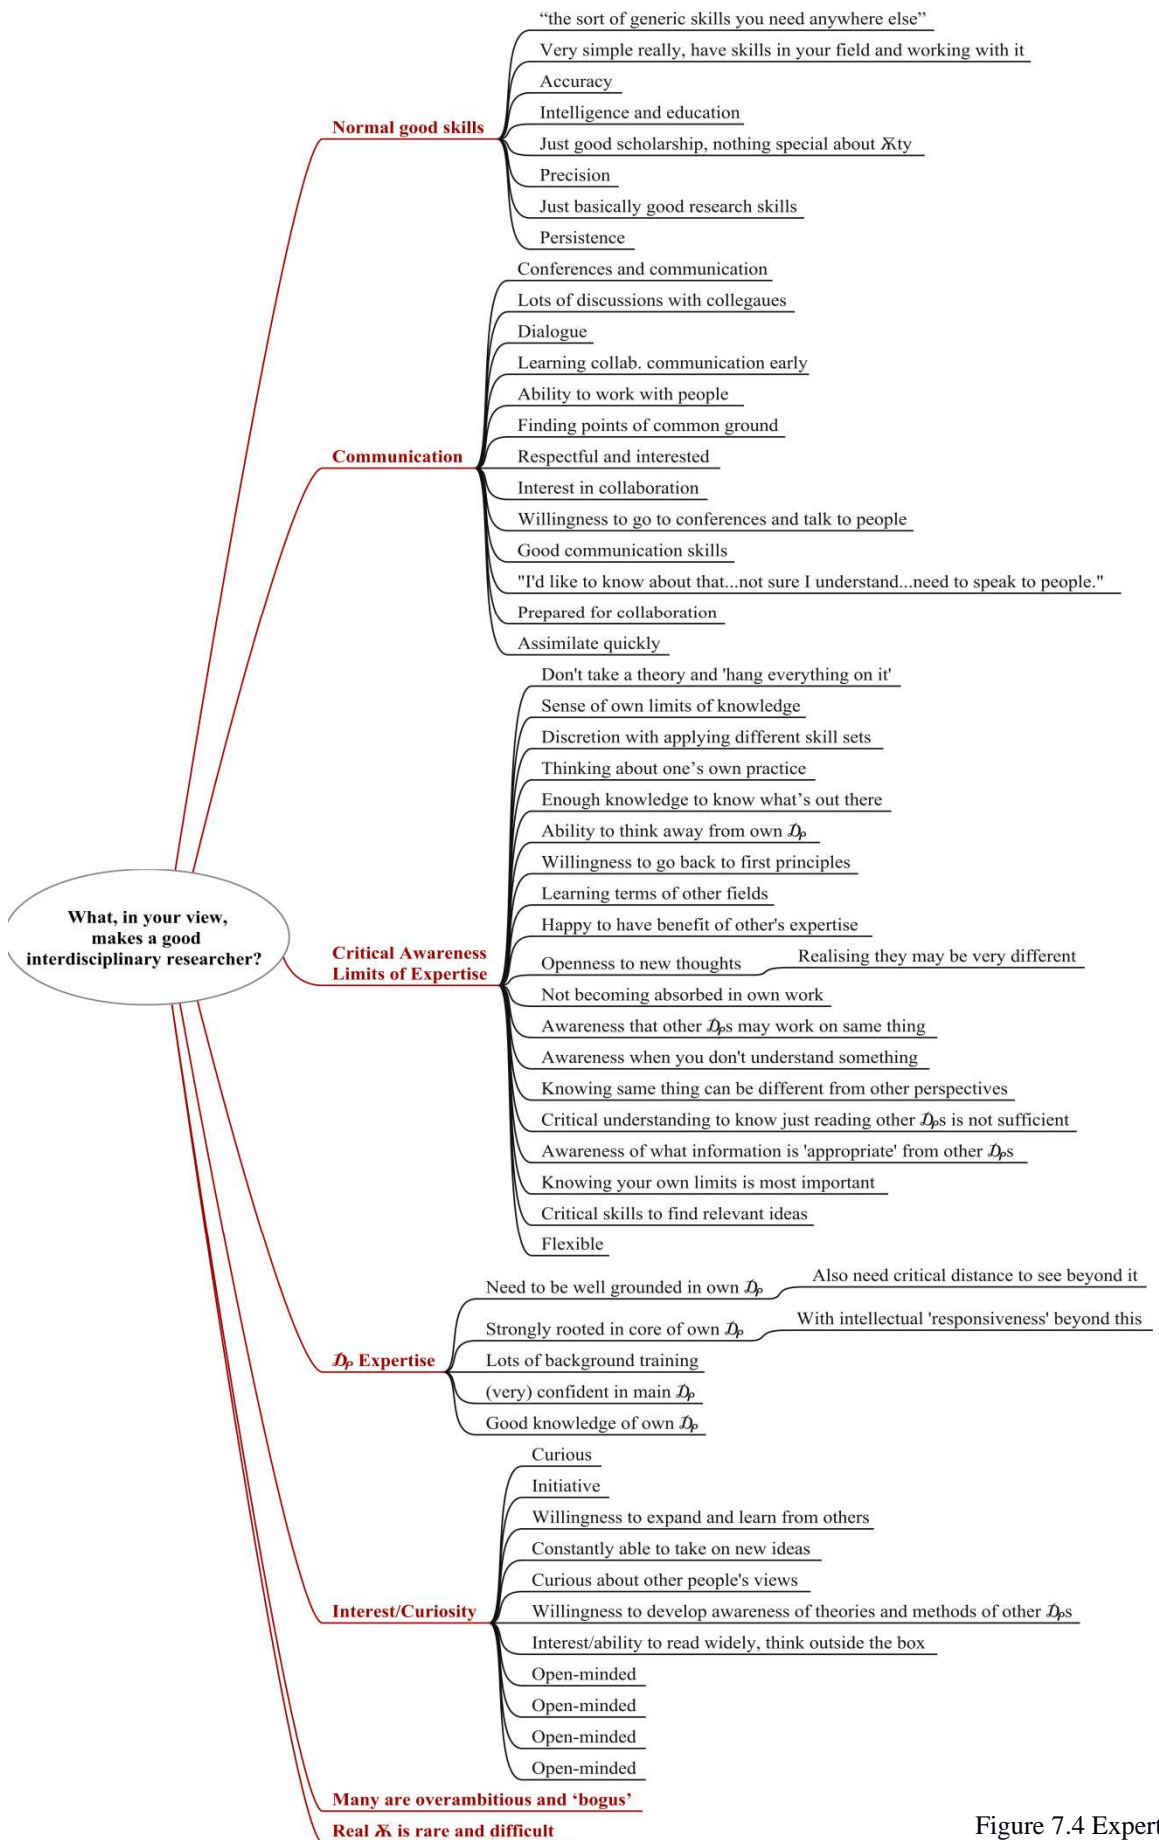 Normal good skills
“the sort of generic skills you need anywhere else”
Very simple really, have skills in your field and working with it
Accuracy
Intelligence and education
Just good scholarship, nothing special about
Precision
Just basically good research skills
Persistence
Communication
Conferences and communication
Lots of discussions with collegaues
Dialogue
Learning collab. communication early
Ability to work with people
Finding points of common ground
Respectful and interested
Interest in collaboration
Willingness to go to conferences and talk to people
Good communication skills
"I'd like to know about that...not sure I understand...need to speak to people."
Prepared for collaboration
Assimilate quickly
What, in your view,
makes a good
interdisciplinary researcher?
Critical Awareness
Limits of Expertise
Don't take a theory and 'hang everything on it'
Sense of own limits of knowledge
Discretion with applying different skill sets
Thinking about one’s own practice
Enough knowledge to know what’s out there
Ability to think away from own Dp
Willingness to go back to first principles
Learning terms of other fields
Happy to have benefit of other's expertise
Openness to new thoughts
Realising they may be very different
Not becoming absorbed in own work
Awareness that other Dps may work on same thing
Awareness when you don't understand something
Knowing same thing can be different from other perspectives
Critical understanding to know just reading other Dps is not sufficient
Awareness of what information is 'appropriate' from other Dps
Knowing your own limits is most important
Critical skills to find relevant ideas
Flexible
Dp Expertise
Need to be well grounded in own Dp
Also need critical distance to see beyond it
Strongly rooted in core of own Dp
With intellectual 'responsiveness' beyond this
Lots of background training
(very) confident in main Dp
Good knowledge of own Dp
Interest/Curiosity
Curious
Initiative
Willingness to expand and learn from others
Constantly able to take on new ideas
Curious about other people's views
Willingness to develop awareness of theories and methods of other Dps
Interest/ability to read widely, think outside the box
Open-minded
Open-minded
Open-minded
Open-minded
Many are overambitious and ‘bogus’
Real is rare and difficult
Figure 7.4 Expert